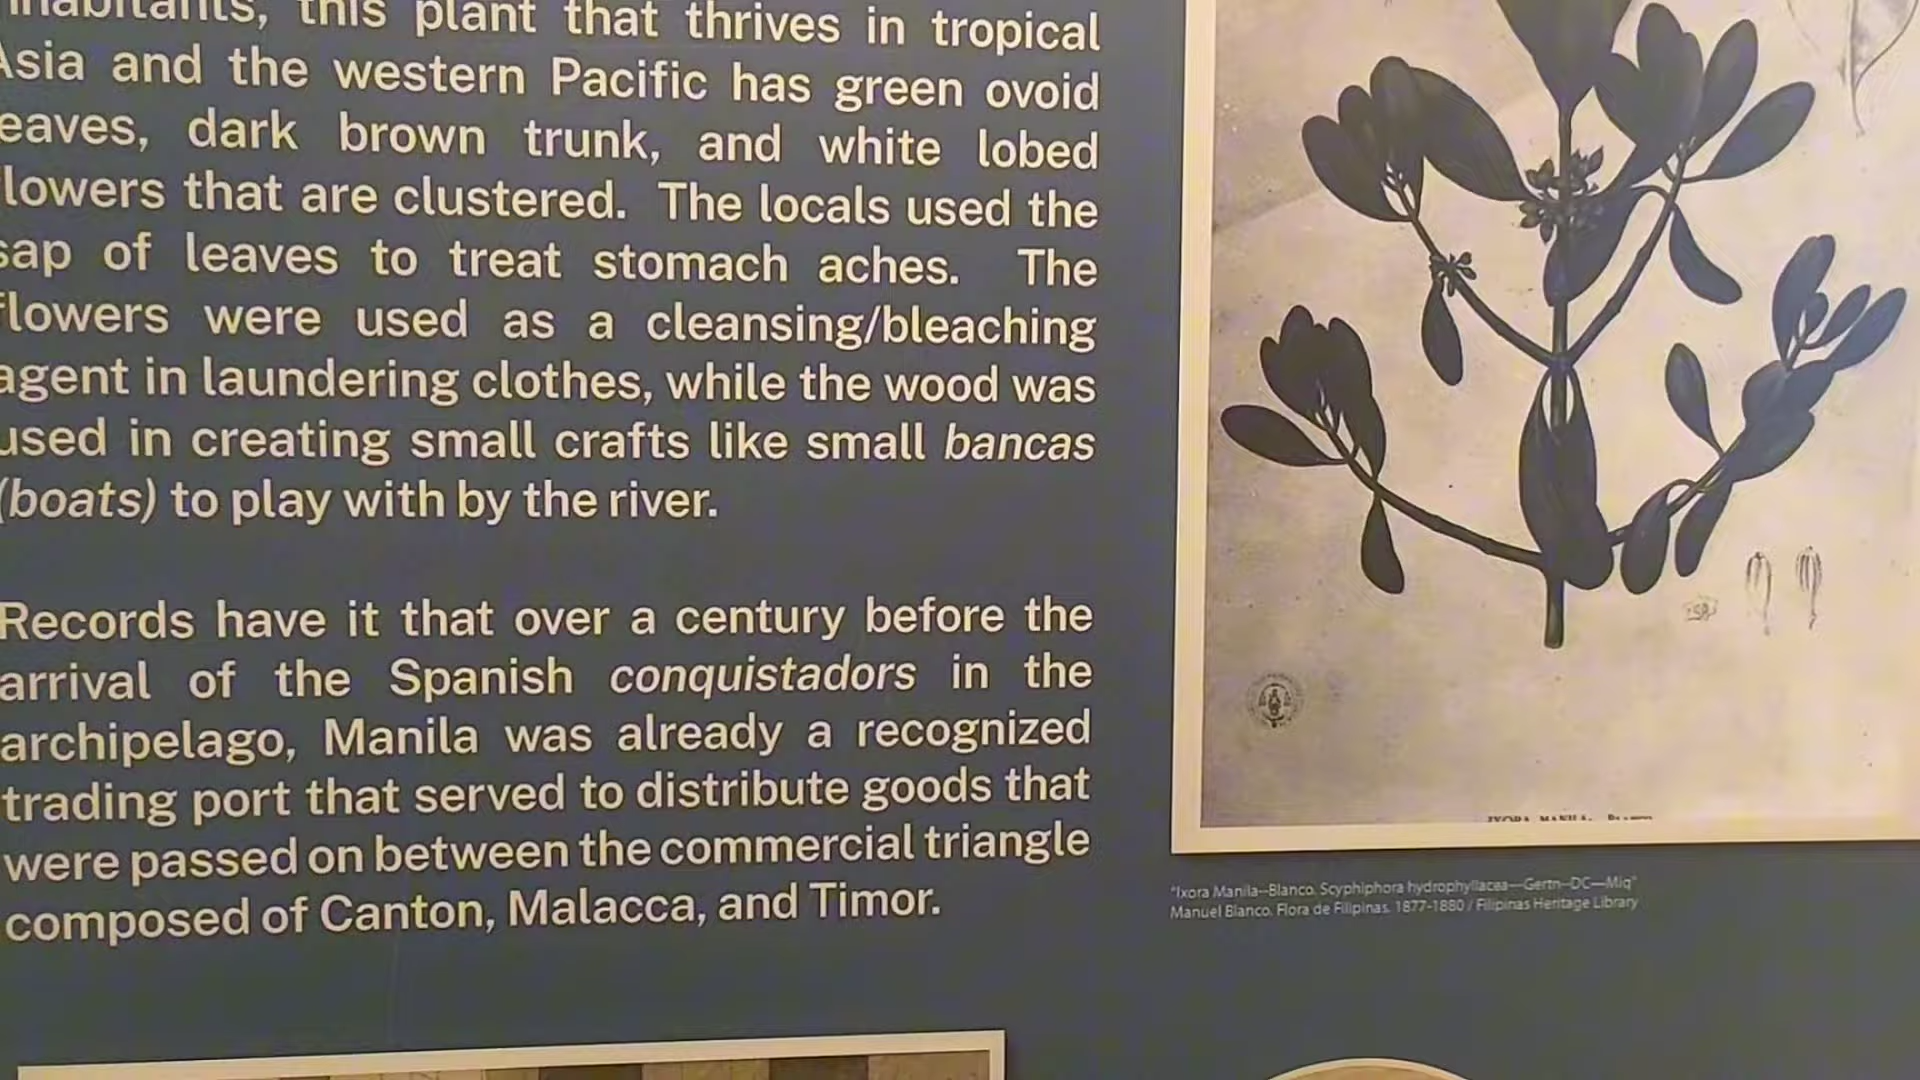 inhabitants, this plant that thrives in tropical
Asia and the western Pacific has green ovoid
leaves, dark brown trunk, and white lobed
flowers that are clustered. The locals used the
sap of leaves to treat stomach aches. The
flowers were used as a cleansing/bleaching
agent in laundering clothes, while the wood was
used in creating small crafts like small bancas
(boats) to play with by the river.
Records have it that over a century before the
arrival of the Spanish conquistadors in the
archipelago, Manila was already a recognized
trading port that served to distribute goods that
were passed on between the commercial triangle
composed of Canton, Malacca, and Timor.
IXORA MANILA. Blanco
"Ixora Manila--Blanco. Scyphiphora hydrophyllacea—Gertn--DC—Miq"
Manuel Blanco. Flora de Filipinas. 1877-1880 / Filipinas Heritage Library